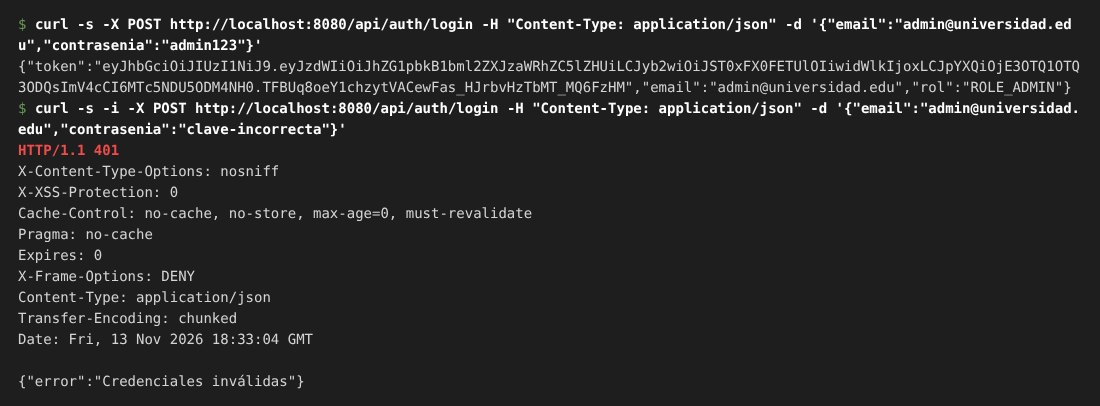 $ curl -s -X POST http://localhost:8080/api/auth/login -H "Content-Type: application/json" -d '{"email":"admin@universidad.ed
u","contrasenia":"admin123"}'
{"token":"eyJhbGciOiJIUzI1NiJ9.eyJzdWIiOiJhZG1pbkB1bml2ZXJzaWRhZC5lZHUiLCJyb2wiOiJST0xFX0FETUlOIiwidWlkIjoxLCJpYXQiOjE3OTQ1OTQ
3ODQsImV4cCI6MTc5NDU5ODM4NH0.TFBUq8oeY1chzytVACewFas_HJrbvHzTbMT_MQ6FzHM","email":"admin@universidad.edu","rol":"ROLE_ADMIN"}
$ curl -s -i -X POST http://localhost:8080/api/auth/login -H "Content-Type: application/json" -d '{"email":"admin@universidad.
edu","contrasenia":"clave-incorrecta"}'
HTTP/1.1 401
X-Content-Type-Options: nosniff
X-XSS-Protection: 0
Cache-Control: no-cache, no-store, max-age=0, must-revalidate
Pragma: no-cache
Expires: 0
X-Frame-Options: DENY
Content-Type: application/json
Transfer-Encoding: chunked
Date: Fri, 13 Nov 2026 18:33:04 GMT
{"error":"Credenciales inválidas"}